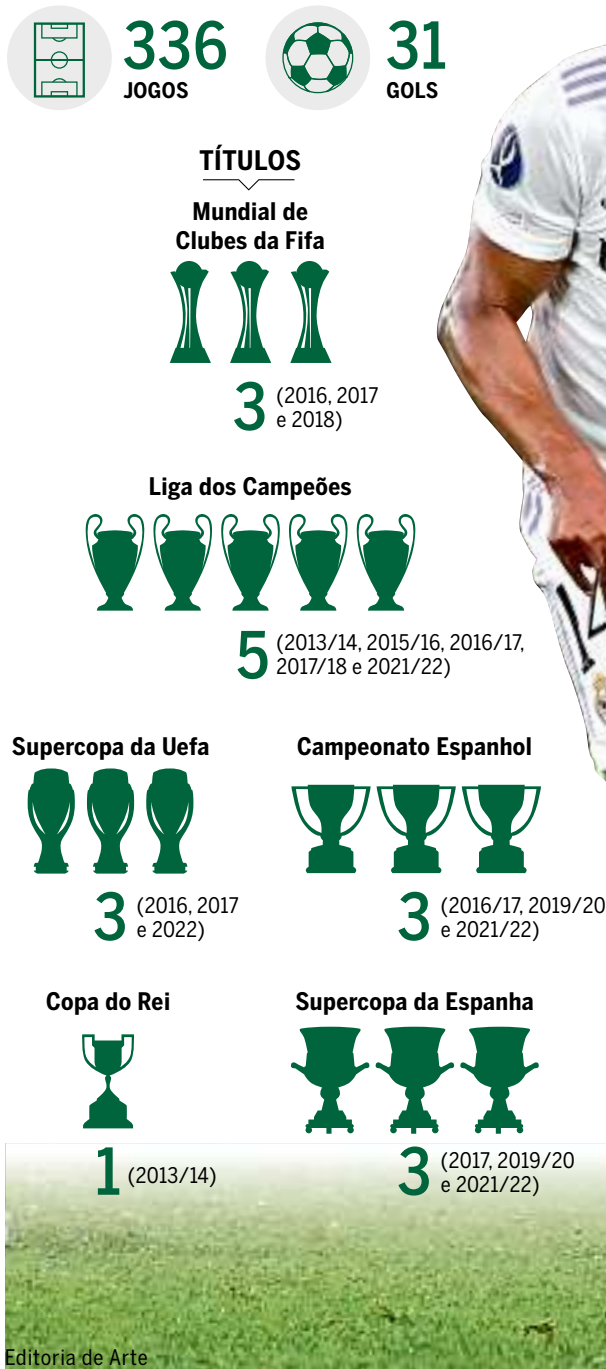 336
JOGOS
31
GOLS
TÍTULOS
Mundial de
Clubes da Fifa
3 (2016, 2017
e 2018)
Liga dos Campeões
5 (2013/14, 2015/16, 2016/17,
2017/18 e 2021/22)
Supercopa da Uefa
3 (2016, 2017
e 2022)
Campeonato Espanhol
3 (2016/17, 2019/20
e 2021/22)
Copa do Rei
1 (2013/14)
Supercopa da Espanha
3 (2017, 2019/20
e 2021/22)
Editoria de Arte